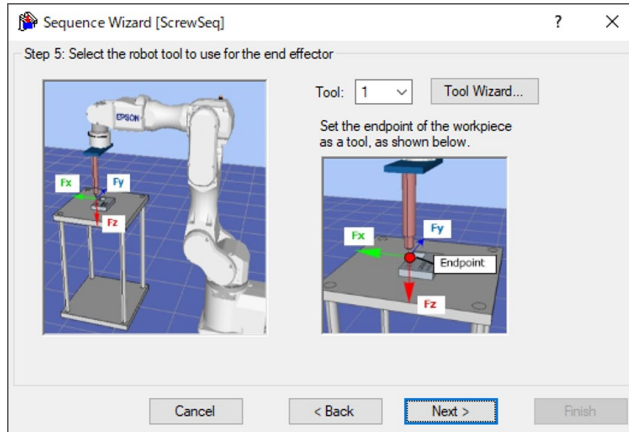 Sequence Wizard [ScrewSeq]
?
Step 5: Select the robot tool to use for the end effector
EPSON
Fx
Fy
Fz
Tool: 1 Tool Wizard...
Set the endpoint of the workpiece
as a tool, as shown below.
Fx
Fy
Endpoint
Fz
Cancel
< Back
Next >
Finish